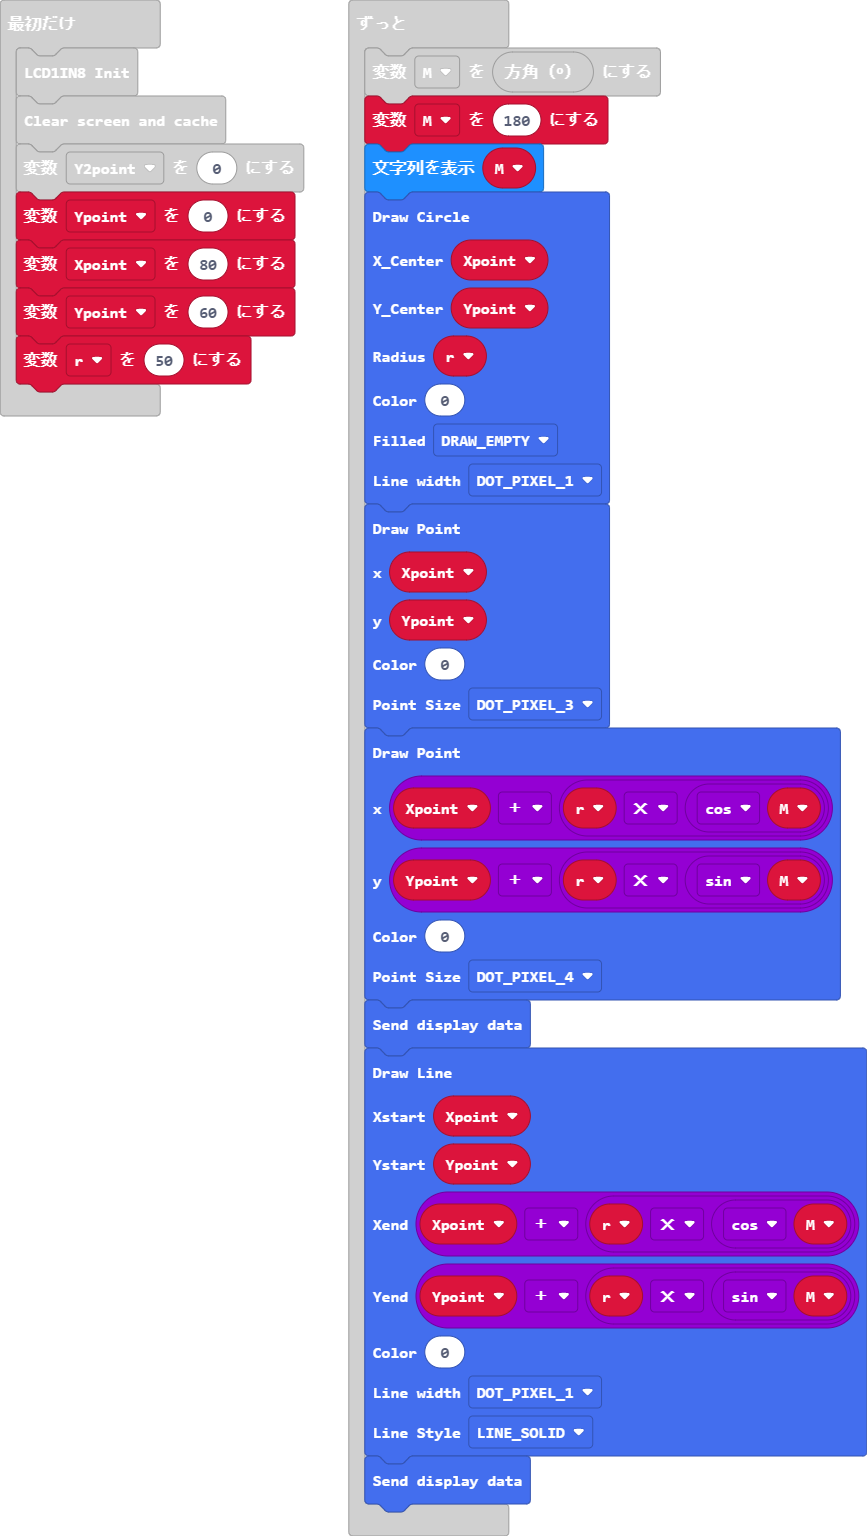 最初だけ
LCD1IN8 Init
Clear screen and cache
変数 Y2point を 0 にする
変数 Ypoint を 0 にする
変数 Xpoint を 80 にする
変数 Ypoint を 60 にする
変数 r を 50 にする
ずっと
変数 M を 方角 (°) にする
変数 M を 180 にする
文字列を表示 M
Draw Circle
X_Center Xpoint
Y_Center Ypoint
Radius r
Color 0
Filled DRAW_EMPTY
Line width DOT_PIXEL_1
Draw Point
x Xpoint
y Ypoint
Color 0
Point Size DOT_PIXEL_3
Draw Point
x Xpoint + r × cos M
y Ypoint + r × sin M
Color 0
Point Size DOT_PIXEL_4
Send display data
Draw Line
Xstart Xpoint
Ystart Ypoint
Xend Xpoint + r × cos M
Yend Ypoint + r × sin M
Color 0
Line width DOT_PIXEL_1
Line Style LINE_SOLID
Send display data